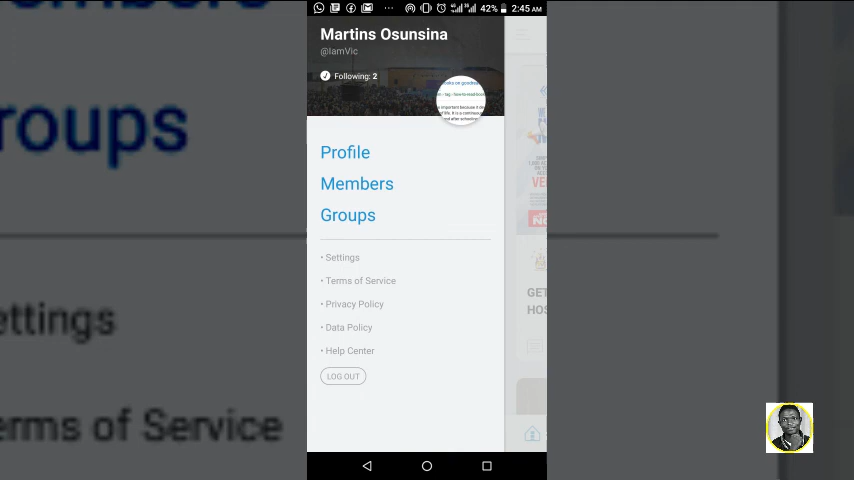 42% 2:45 AM
Martins Osunsina
@IamVic
Following: 2
Profile
Members
Groups
• Settings
• Terms of Service
• Privacy Policy
• Data Policy
• Help Center
LOG OUT
GET
HOS
roups
ettings
erms of Service